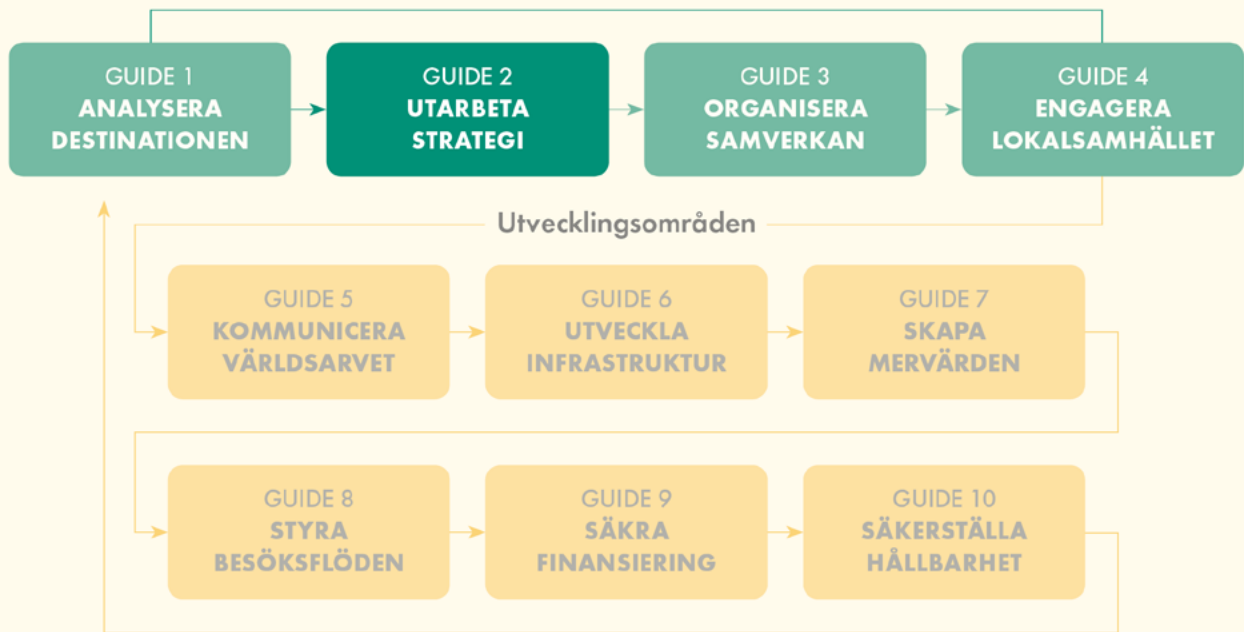 GUIDE 1
ANALYSERA
DESTINATIONEN
GUIDE 2
UTARBETA
STRATEGI
GUIDE 3
ORGANISERA
SAMVERKAN
GUIDE 4
ENGAGERA
LOKALSAMHÄLLET
Utvecklingsområden
GUIDE 5
KOMMUNICERA
VÄRLDSARVET
GUIDE 6
UTVECKLA
INFRASTRUKTUR
GUIDE 7
SKAPA
MERVÄRDEN
GUIDE 8
STYRA
BESÖKSFLÖDEN
GUIDE 9
SÄKRA
FINANSIERING
GUIDE 10
SÄKERSTÄLLA
HÅLLBARHET